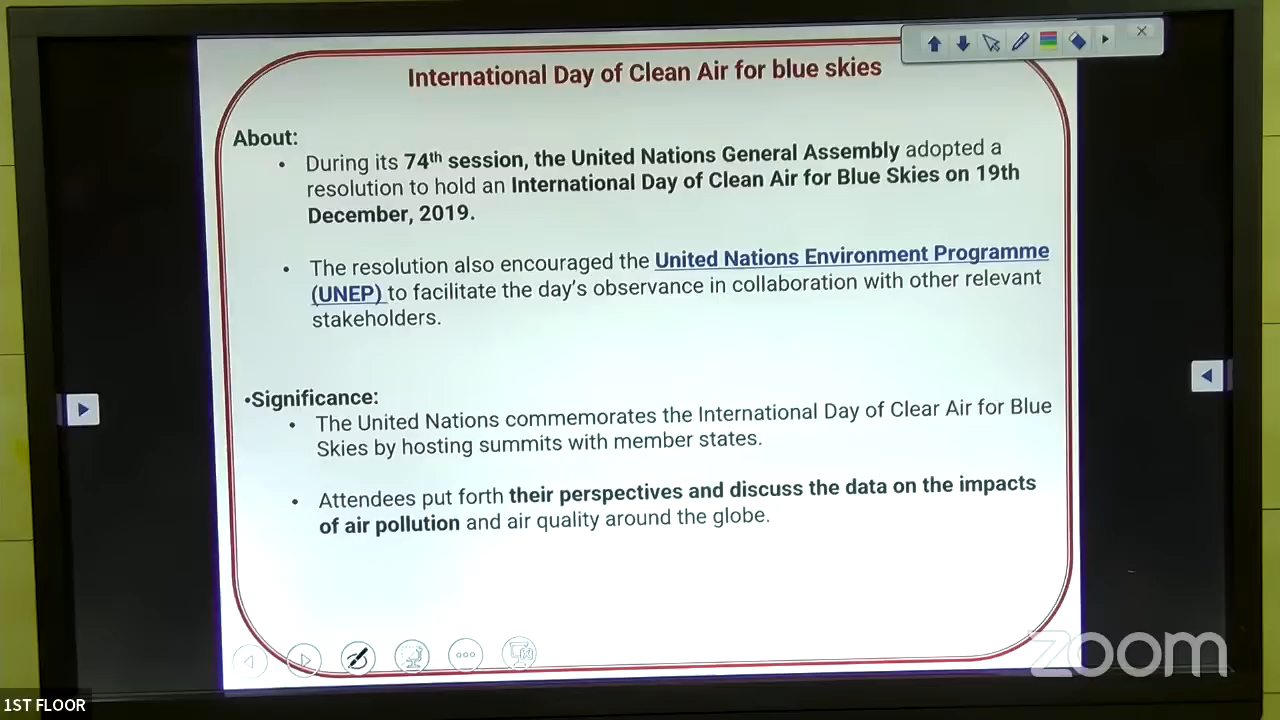 International Day of Clean Air for blue skies
About:
• During its 74th session, the United Nations General Assembly adopted a
resolution to hold an International Day of Clean Air for Blue Skies on 19th
December, 2019.
• The resolution also encouraged the United Nations Environment Programme
(UNEP) to facilitate the day's observance in collaboration with other relevant
stakeholders.
•Significance:
• The United Nations commemorates the International Day of Clear Air for Blue
Skies by hosting summits with member states.
• Attendees put forth their perspectives and discuss the data on the impacts
of air pollution and air quality around the globe.
zoom
1ST FLOOR